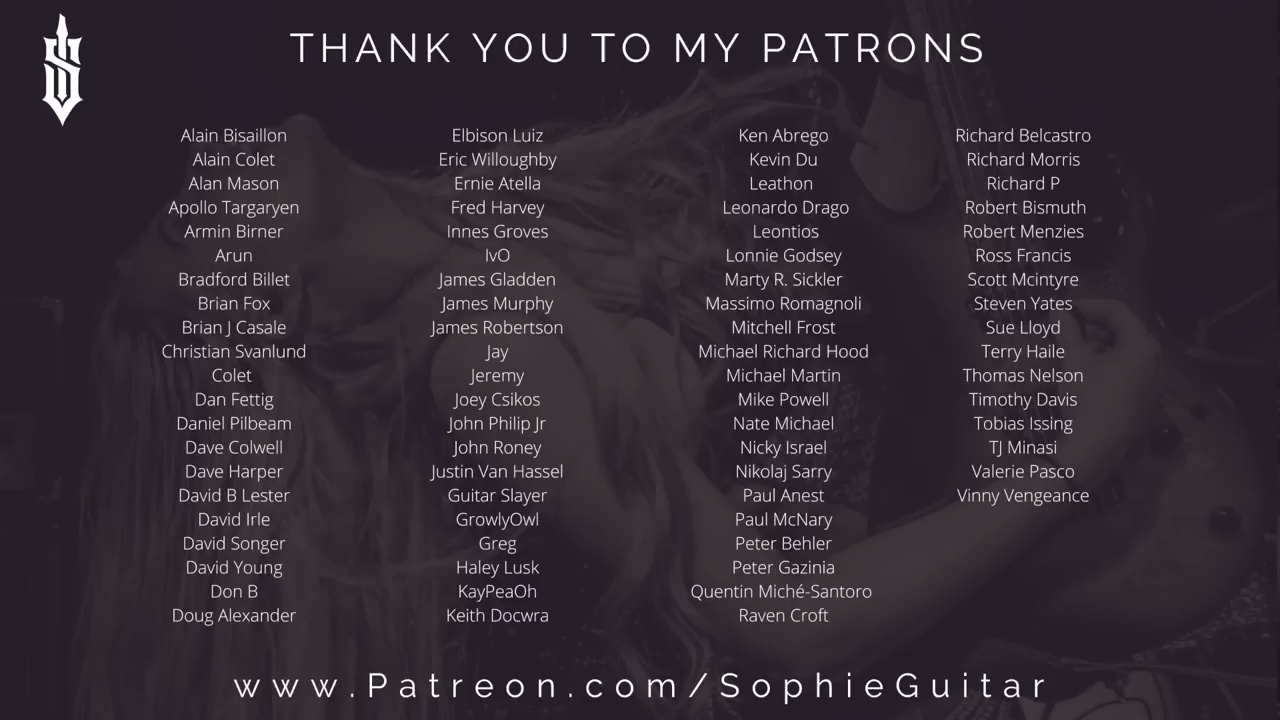 THANK YOU TO MY PATRONS
Alain Bisaillon
Alain Colet
Alan Mason
Apollo Targaryen
Armin Birner
Arun
Bradford Billet
Brian Fox
Brian J Casale
Christian Svanlund
Colet
Dan Fettig
Daniel Pilbeam
Dave Colwell
Dave Harper
David B Lester
David Irle
David Songer
David Young
Don B
Doug Alexander
Elbison Luiz
Eric Willoughby
Ernie Atella
Fred Harvey
Innes Groves
IvO
James Gladden
James Murphy
James Robertson
Jay
Jeremy
Joey Csikos
John Philip Jr
John Roney
Justin Van Hassel
Guitar Slayer
GrowlyOwl
Greg
Haley Lusk
KayPeaOh
Keith Docwra
Ken Abrego
Kevin Du
Leathon
Leonardo Drago
Leontios
Lonnie Godsey
Marty R. Sickler
Massimo Romagnoli
Mitchell Frost
Michael Richard Hood
Michael Martin
Mike Powell
Nate Michael
Nicky Israel
Nikolaj Sarry
Paul Anest
Paul McNary
Peter Behler
Peter Gazinia
Quentin Miché-Santoro
Raven Croft
Richard Belcastro
Richard Morris
Richard P
Robert Bismuth
Robert Menzies
Ross Francis
Scott Mcintyre
Steven Yates
Sue Lloyd
Terry Haile
Thomas Nelson
Timothy Davis
Tobias Issing
TJ Minasi
Valerie Pasco
Vinny Vengeance
www.Patreon.com/SophieGuitar